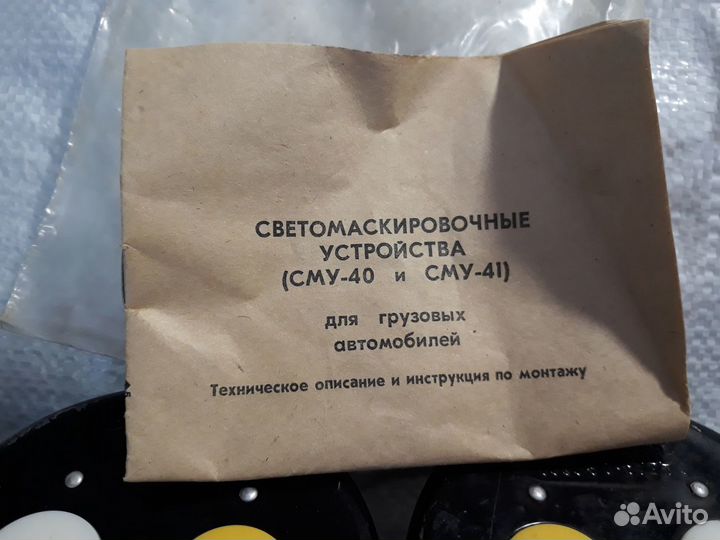 СВЕТОМАСКИРОВОЧНЫЕ
УСТРОЙСТВА
(СМУ-40 и СМУ-41)
для грузовых
автомобилей
Техническое описание и инструкция по монтажу
Avito